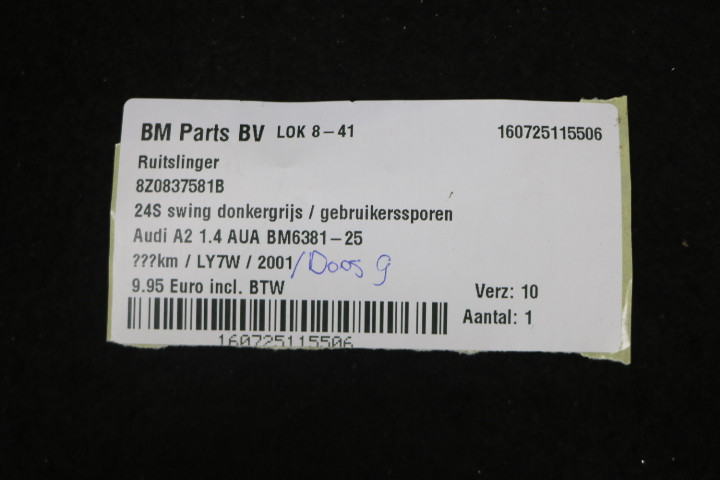 BM Parts BV LOK 8-41 160725115506
Ruitslinger
8Z0837581B
24S swing donkergrijs / gebruikerssporen
Audi A2 1.4 AUA BM6381-25
???km / LY7W / 2001 /Doos 9
9.95 Euro incl. BTW Verz: 10
Aantal: 1
160725115506